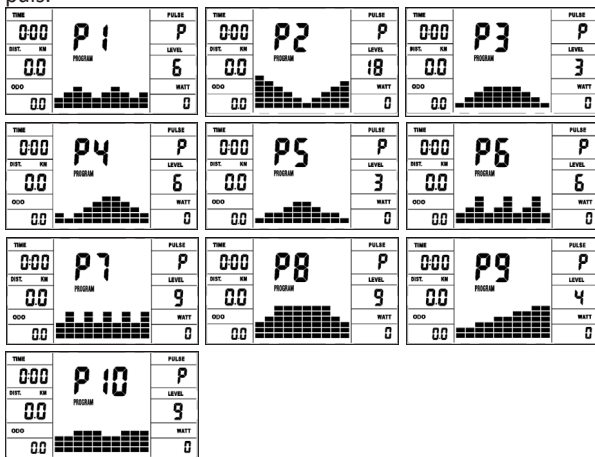 puls.
TIME PULSE
0:00 P1 P
DIST. KM PROGRAM LEVEL
0.0 6
ODO WATT
0.0 0
TIME PULSE
0:00 P2 P
DIST. KM PROGRAM LEVEL
0.0 18
ODO WATT
0.0 0
TIME PULSE
0:00 P3 P
DIST. KM PROGRAM LEVEL
0.0 3
ODO WATT
0.0 0
TIME PULSE
0:00 P4 P
DIST. KM PROGRAM LEVEL
0.0 6
ODO WATT
0.0 0
TIME PULSE
0:00 P5 P
DIST. KM PROGRAM LEVEL
0.0 3
ODO WATT
0.0 0
TIME PULSE
0:00 P6 P
DIST. KM PROGRAM LEVEL
0.0 6
ODO WATT
0.0 0
TIME PULSE
0:00 P7 P
DIST. KM PROGRAM LEVEL
0.0 9
ODO WATT
0.0 0
TIME PULSE
0:00 P8 P
DIST. KM PROGRAM LEVEL
0.0 9
ODO WATT
0.0 0
TIME PULSE
0:00 P9 P
DIST. KM PROGRAM LEVEL
0.0 4
ODO WATT
0.0 0
TIME PULSE
0:00 P10 P
DIST. KM PROGRAM LEVEL
0.0 9
ODO WATT
0.0 0